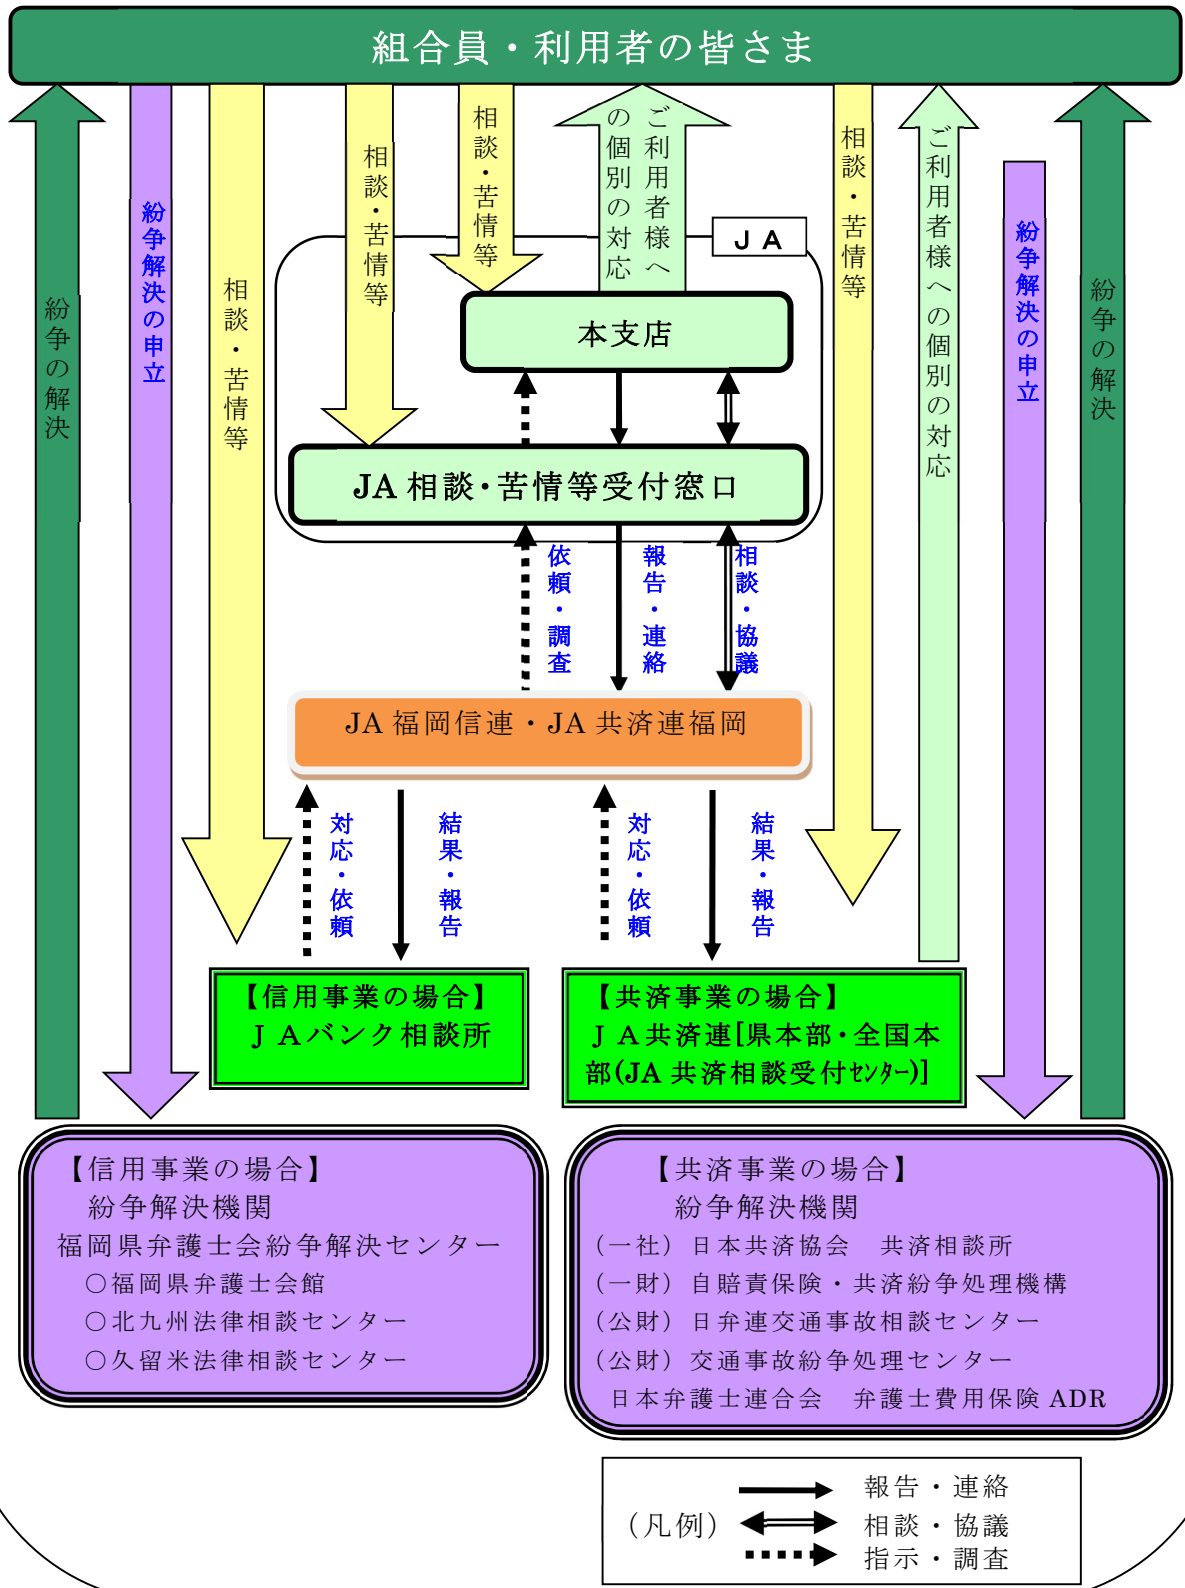 組合員・利用者の皆さま
紛争の解決
紛争解決の申立
相談・苦情等
相談・苦情等
相談・苦情等
ご利用者様へ
の個別の対応
相談・苦情等
ご利用者様への個別の対応
紛争解決の申立
紛争の解決
ＪＡ
本支店
JA 相談・苦情等受付窓口
依頼・調査
報告・連絡
相談・協議
JA 福岡信連・JA 共済連福岡
対応・依頼
結果・報告
対応・依頼
結果・報告
【信用事業の場合】
ＪＡバンク相談所
【共済事業の場合】
ＪＡ共済連[県本部・全国本
部(JA 共済相談受付ｾﾝﾀｰ)]
【信用事業の場合】
紛争解決機関
福岡県弁護士会紛争解決センター
○福岡県弁護士会館
○北九州法律相談センター
○久留米法律相談センター
【共済事業の場合】
紛争解決機関
（一社）日本共済協会　共済相談所
（一財）自賠責保険・共済紛争処理機構
（公財）日弁連交通事故相談センター
（公財）交通事故紛争処理センター
日本弁護士連合会　弁護士費用保険 ADR
（凡例）
報告・連絡
相談・協議
指示・調査